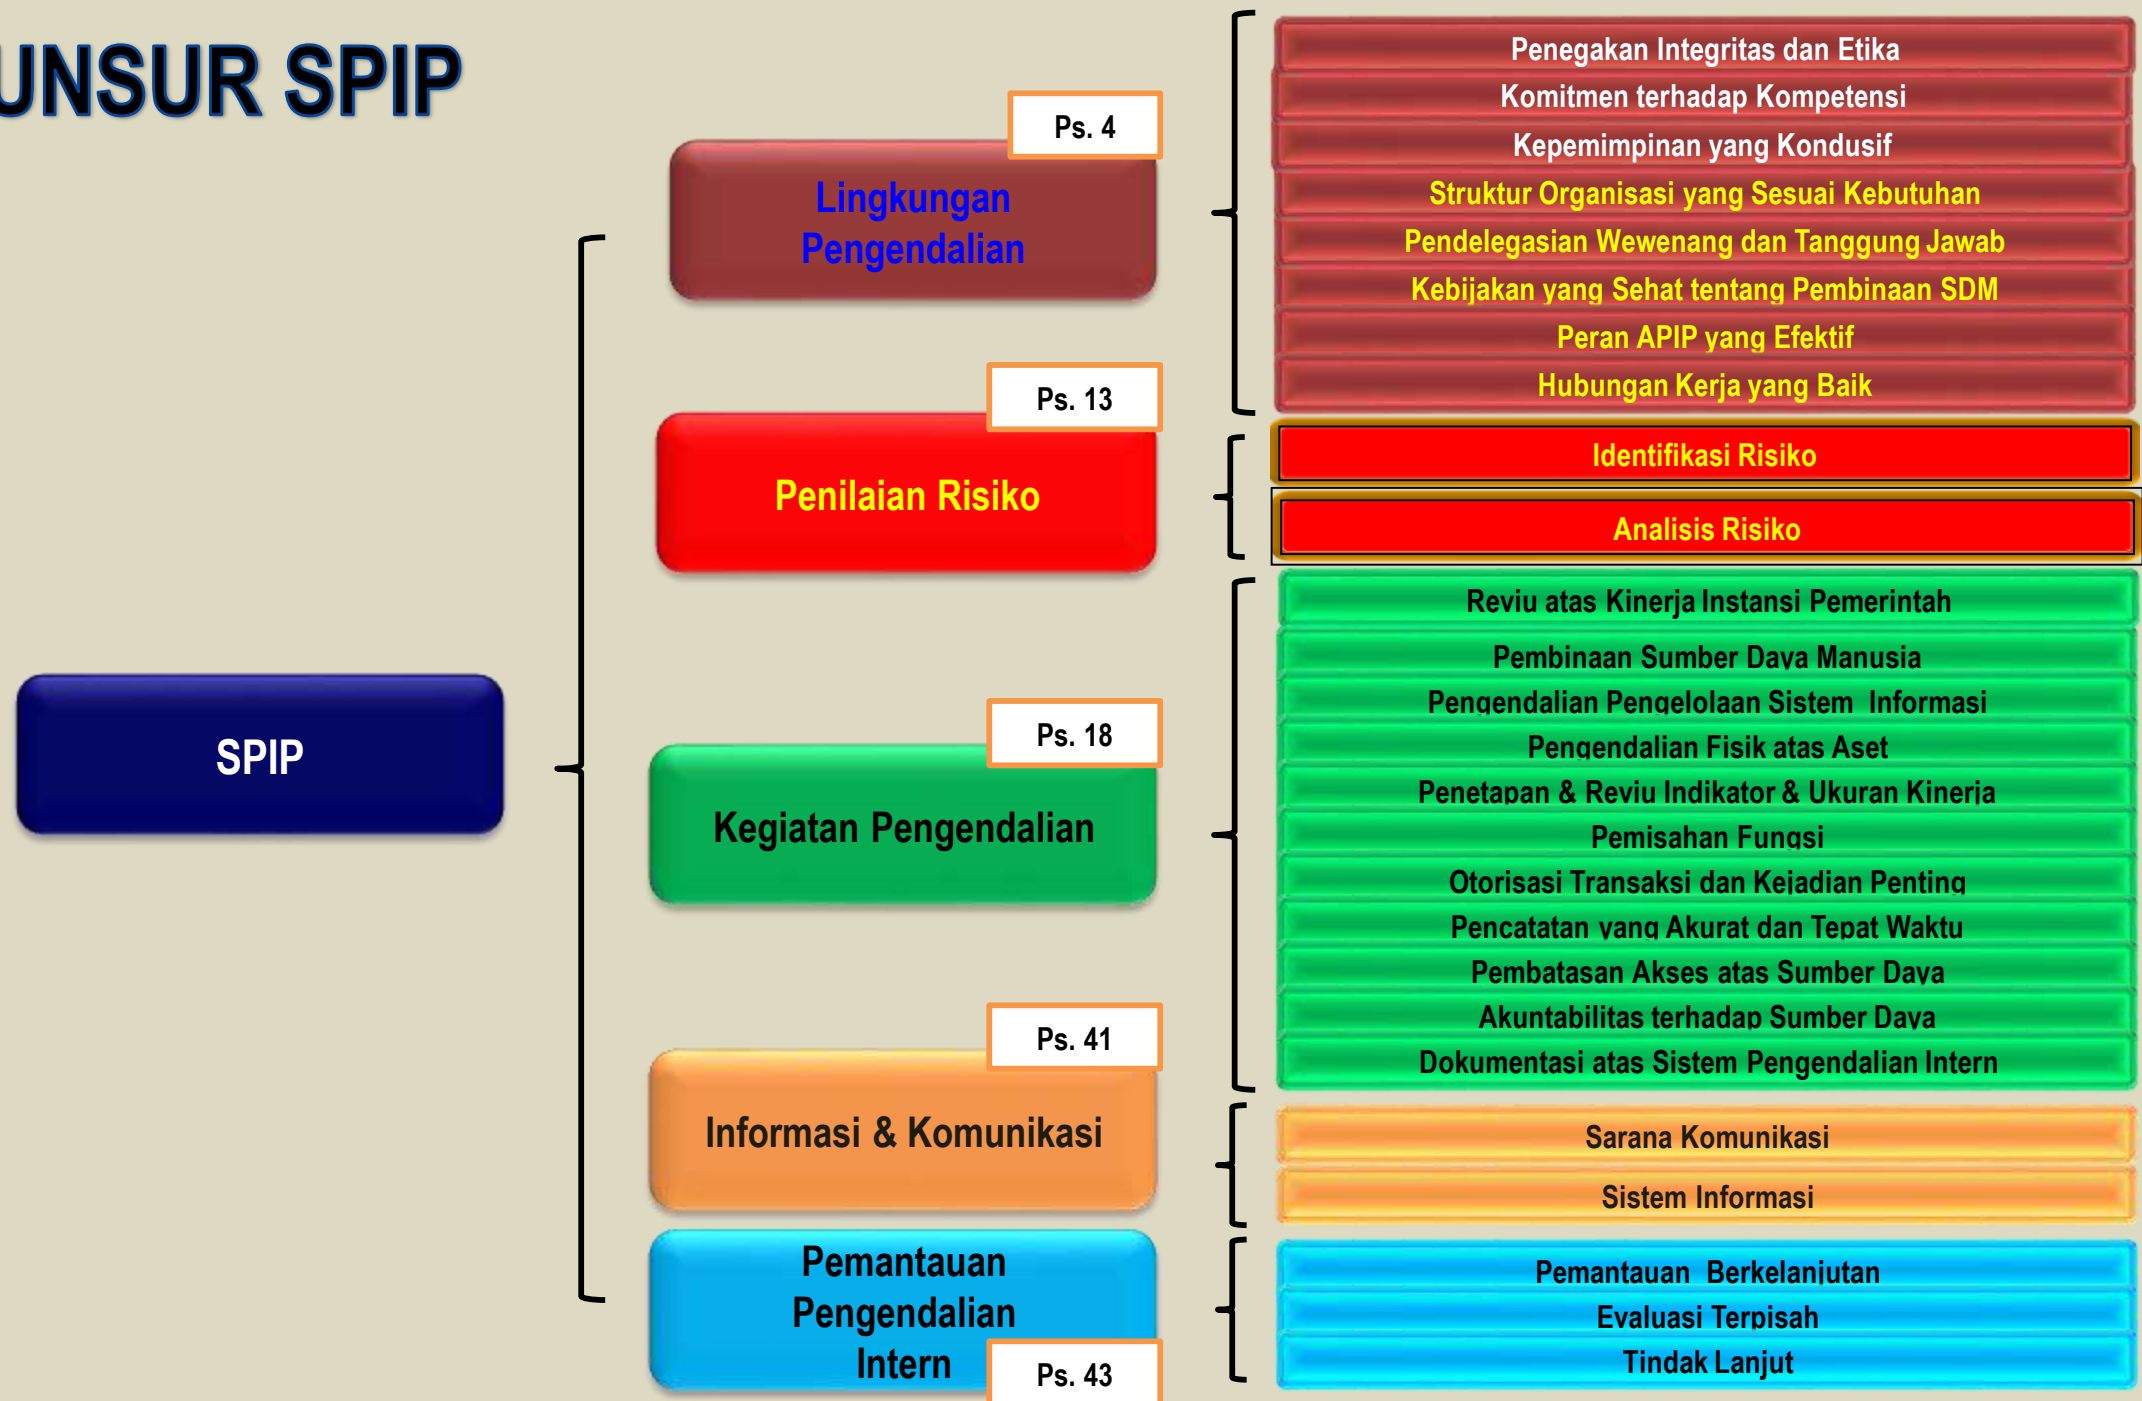 UNSUR SPIP
SPIP
Ps. 4
Lingkungan
Pengendalian
Penegakan Integritas dan Etika
Komitmen terhadap Kompetensi
Kepemimpinan yang Kondusif
Struktur Organisasi yang Sesuai Kebutuhan
Pendelegasian Wewenang dan Tanggung Jawab
Kebijakan yang Sehat tentang Pembinaan SDM
Peran APIP yang Efektif
Hubungan Kerja yang Baik
Ps. 13
Penilaian Risiko
Identifikasi Risiko
Analisis Risiko
Ps. 18
Kegiatan Pengendalian
Reviu atas Kinerja Instansi Pemerintah
Pembinaan Sumber Daya Manusia
Pengendalian Pengelolaan Sistem Informasi
Pengendalian Fisik atas Aset
Penetapan & Reviu Indikator & Ukuran Kinerja
Pemisahan Fungsi
Otorisasi Transaksi dan Kejadian Penting
Pencatatan yang Akurat dan Tepat Waktu
Pembatasan Akses atas Sumber Daya
Akuntabilitas terhadap Sumber Daya
Dokumentasi atas Sistem Pengendalian Intern
Ps. 41
Informasi & Komunikasi
Sarana Komunikasi
Sistem Informasi
Pemantauan
Pengendalian
Intern
Ps. 43
Pemantauan Berkelanjutan
Evaluasi Terpisah
Tindak Lanjut